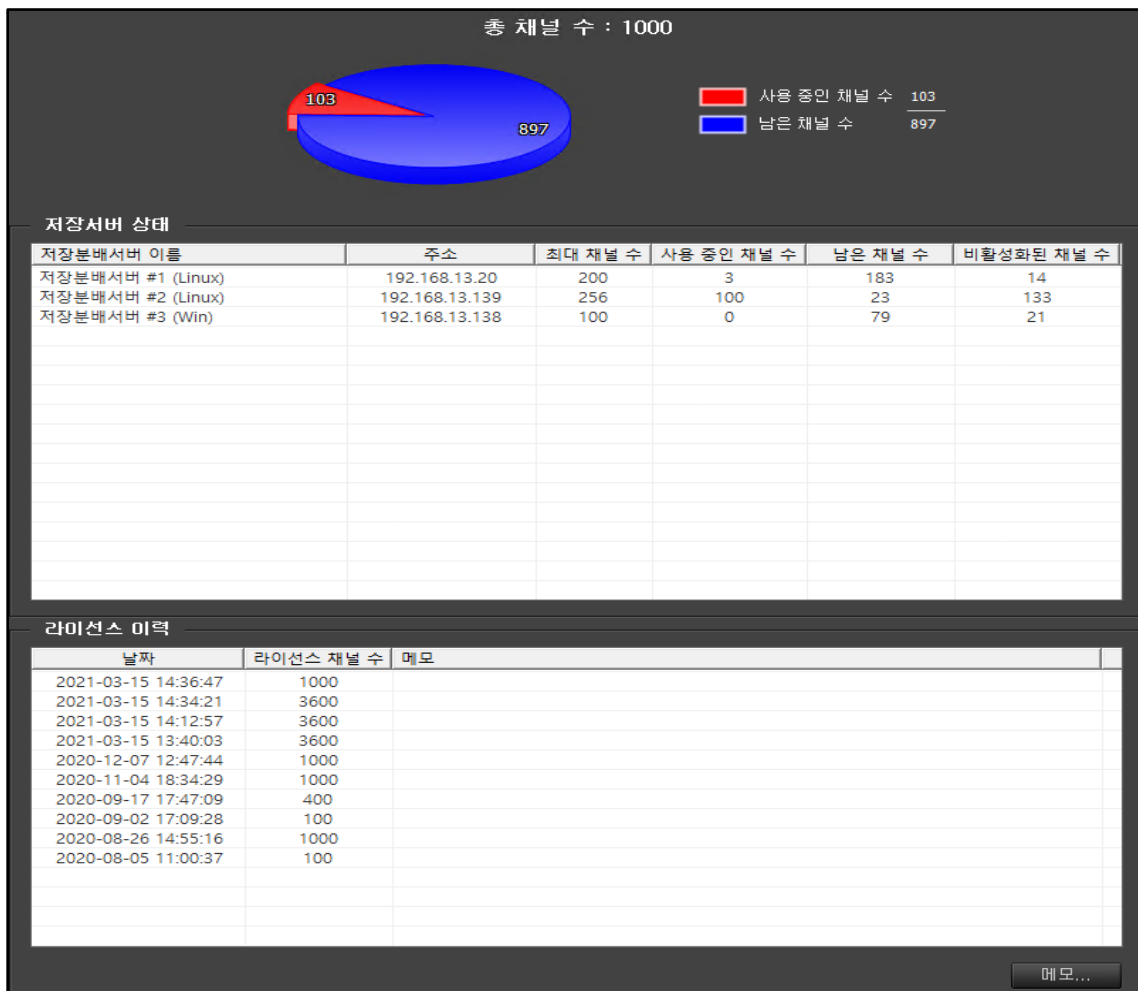 총 채널 수 : 1000
103
897
사용 중인 채널 수 103
남은 채널 수 897
저장서버 상태
저장분배서버 이름 주소 최대 채널 수 사용 중인 채널 수 남은 채널 수 비활성화된 채널 수
저장분배서버 #1 (Linux) 192.168.13.20 200 3 183 14
저장분배서버 #2 (Linux) 192.168.13.139 256 100 23 133
저장분배서버 #3 (Win) 192.168.13.138 100 0 79 21
라이선스 이력
날짜 라이선스 채널 수 메모
2021-03-15 14:36:47 1000
2021-03-15 14:34:21 3600
2021-03-15 14:12:57 3600
2021-03-15 13:40:03 3600
2020-12-07 12:47:44 1000
2020-11-04 18:34:29 1000
2020-09-17 17:47:09 400
2020-09-02 17:09:28 100
2020-08-26 14:55:16 1000
2020-08-05 11:00:37 100
메모...